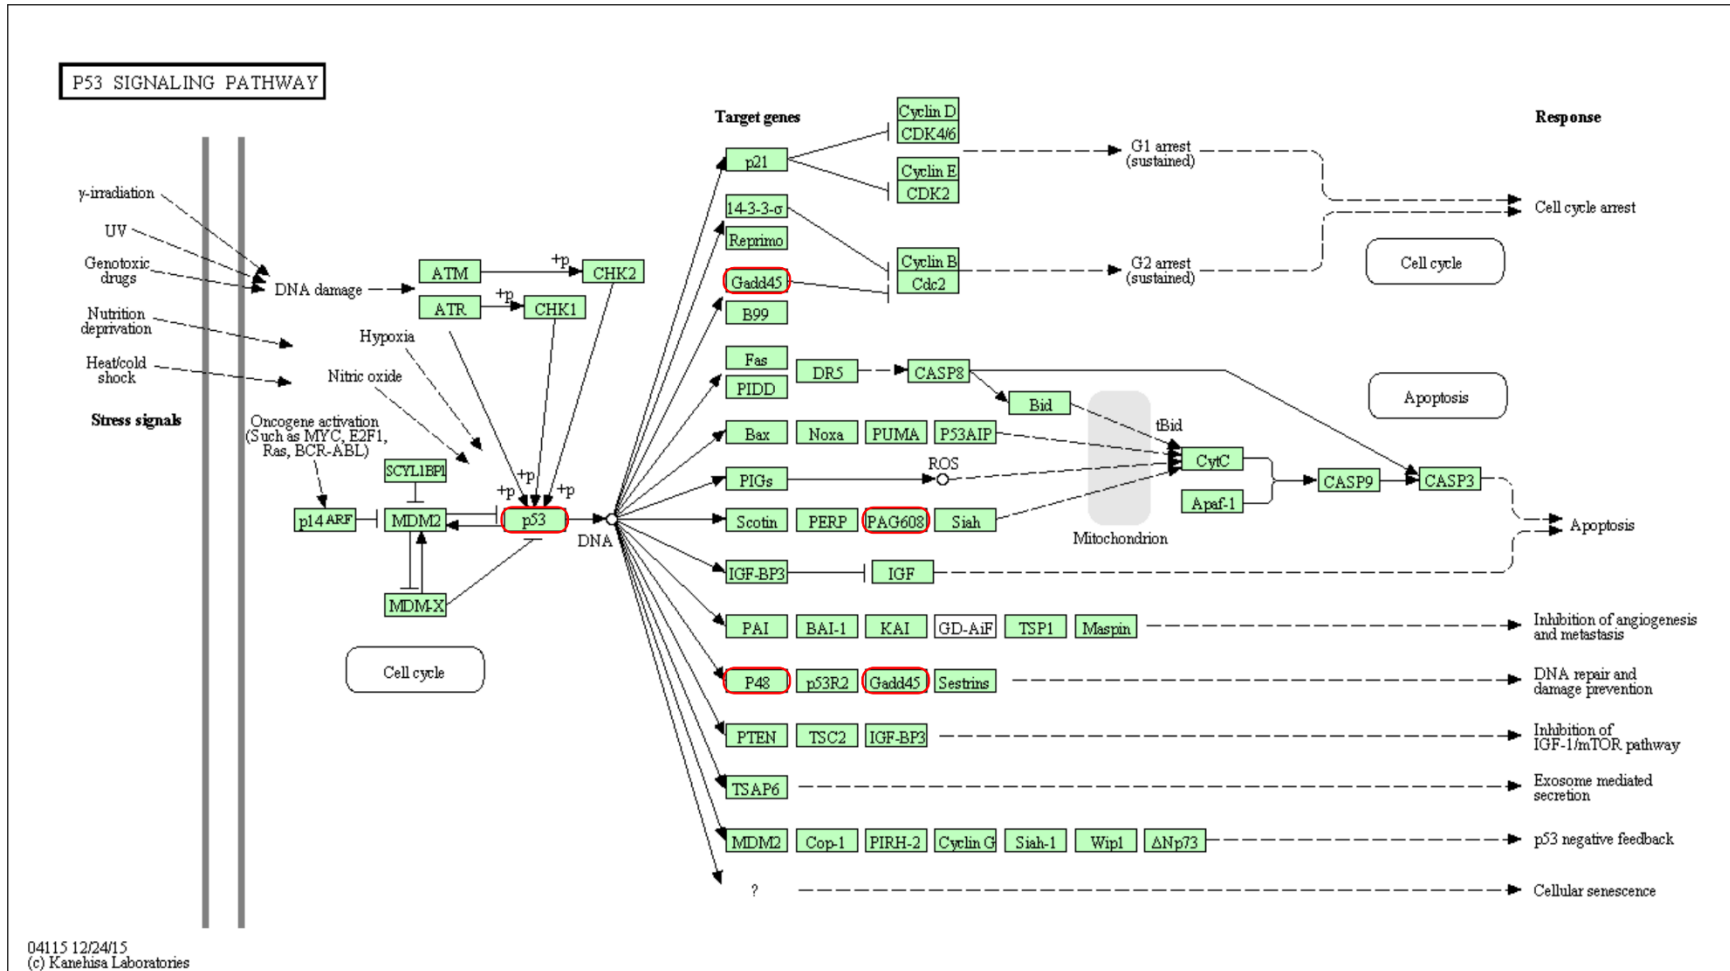 P53 SIGNALING PATHWAY
Target genes
Response
γ-irradiation
UV
Genotoxic
drugs
Nutrition
deprivation
Heat/cold
shock
Stress signals
DNA damage
ATM
+p
CHK2
ATR
+p
CHK1
Hypoxia
Nitric oxide
Oncogene activation
(Such as MYC, E2F1,
Ras, BCR-ABL)
SCYL1BP1
+p
+p
+p
p14ARF
MDM2
p53
DNA
MDM-X
Cell cycle
p21
Cyclin D
CDK4/6
Cyclin E
CDK2
G1 arrest
(sustained)
14-3-3-σ
Reprimo
Gadd45
B99
Cyclin B
Cdc2
G2 arrest
(sustained)
Cell cycle arrest
Cell cycle
Fas
PIDD
DR5
CASP8
Bid
tBid
Apoptosis
Bax
Noxa
PUMA
P53AIP
CytC
PIGs
ROS
Apaf-1
CASP9
CASP3
Scotin
PERP
PAG608
Siah
Mitochondrion
Apoptosis
IGF-BP3
IGF
PAI
BAI-1
KAI
GD-AiF
TSP1
Maspin
Inhibition of angiogenesis
and metastasis
P48
p53R2
Gadd45
Sestrins
DNA repair and
damage prevention
PTEN
TSC2
IGF-BP3
Inhibition of
IGF-1/mTOR pathway
TSAP6
Exosome mediated
secretion
MDM2
Cop-1
PIRH-2
Cyclin G
Siah-1
Wip1
ΔNp73
p53 negative feedback
?
Cellular senescence
04115 12/24/15
(c) Kanehisa Laboratories